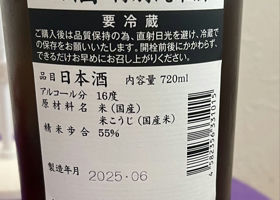 要冷蔵
ご購入後は品質保持の為、直射日光を避け、冷蔵で
の保存をお願いします。開栓前後にかかわらず、
できるだけお早めにお召し上がりください。
品目 日本酒 内容量 720ml
アルコール分 16度
原材料名 米(国産)
米こうじ(国産米)
精米歩合 55%
製造年月 2025・06
4582356331015